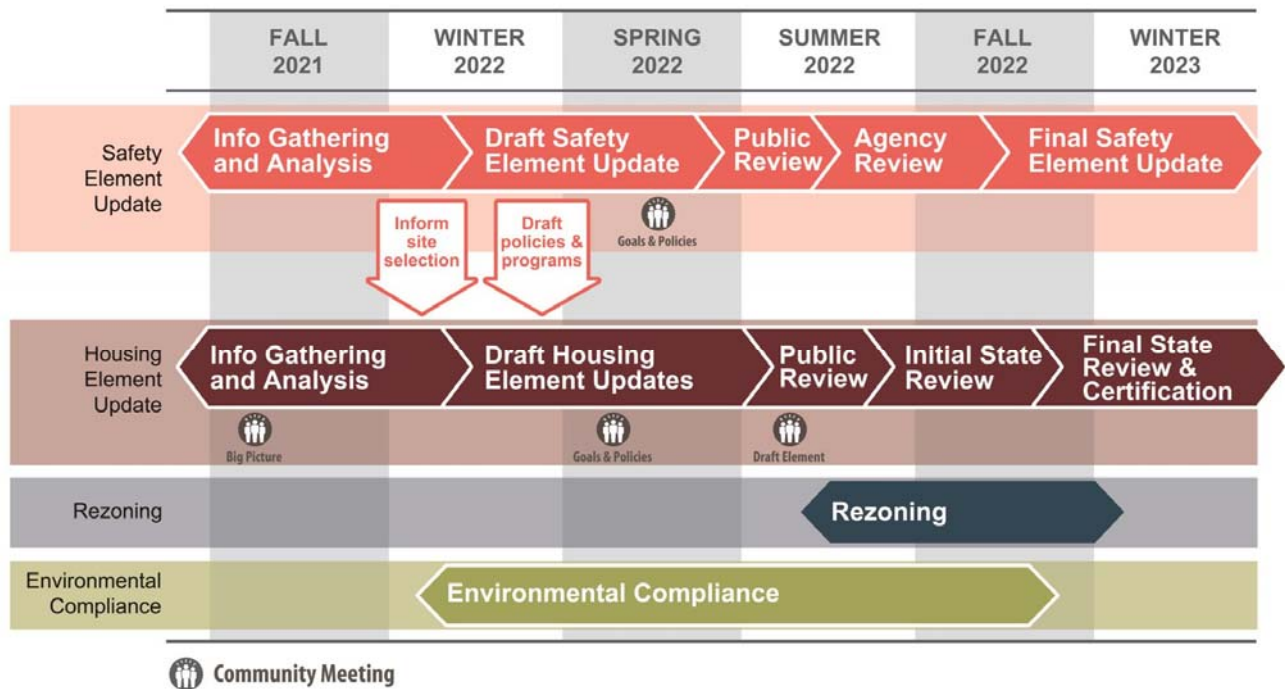 FALL
2021
WINTER
2022
SPRING
2022
SUMMER
2022
FALL
2022
WINTER
2023
Safety
Element
Update
Info Gathering
and Analysis
Draft Safety
Element Update
Public
Review
Agency
Review
Final Safety
Element Update
Inform
site
selection
Draft
policies &
programs
Goals & Policies
Housing
Element
Update
Info Gathering
and Analysis
Draft Housing
Element Updates
Public
Review
Initial State
Review
Final State
Review &
Certification
Big Picture
Goals & Policies
Draft Element
Rezoning
Rezoning
Environmental
Compliance
Environmental Compliance
Community Meeting